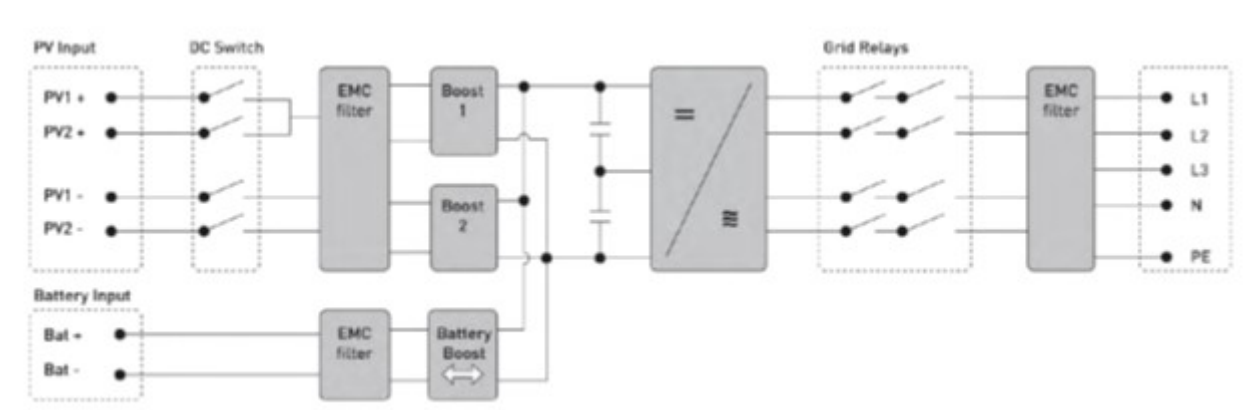 PV Input
DC Switch
Grid Relays
PV1 +
PV2 +
PV1 -
PV2 -
EMC
filter
Boost
1
Boost
2
EMC
filter
L1
L2
L3
N
PE
Battery Input
Bat +
Bat -
EMC
filter
Battery
Boost